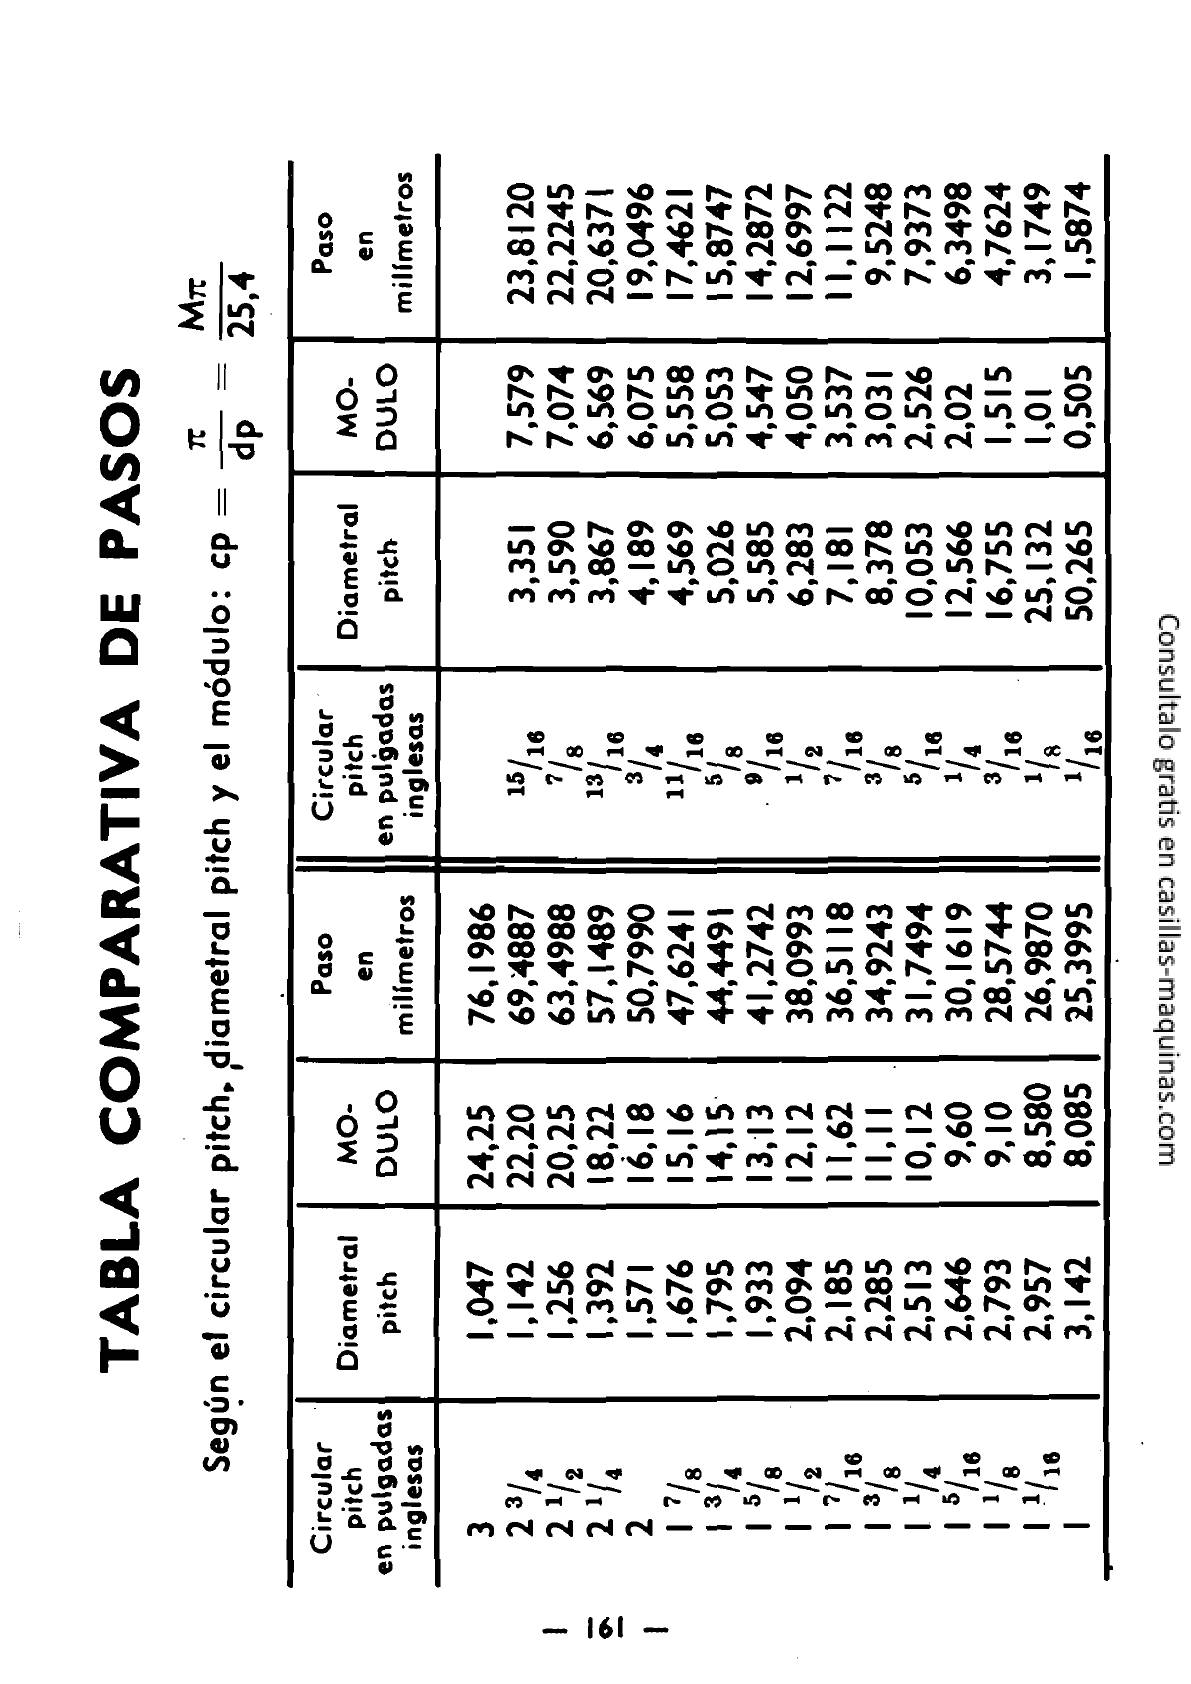 TABLA COMPARATIVA DE PASOS
Según el circular pitch, diametral pitch y el módulo: cp = π/dp = Mπ/25,4
Circular pitch en pulgadas inglesas Diametral pitch MO-DULO Paso en milímetros Circular pitch en pulgadas inglesas Diametral pitch MO-DULO Paso en milímetros
3 1,047 24,25 76,1986
2 3/4 1,142 22,20 69,4887 15/16 3,351 7,579 23,8120
2 1/2 1,256 20,25 63,4988 7/8 3,590 7,074 22,2245
2 1/4 1,392 18,22 57,1489 13/16 3,867 6,569 20,6371
2 1,571 16,18 50,7990 3/4 4,189 6,075 19,0496
1 7/8 1,676 15,16 47,6241 11/16 4,569 5,558 17,4621
1 3/4 1,795 14,15 44,4491 5/8 5,026 5,053 15,8747
1 5/8 1,933 13,13 41,2742 9/16 5,585 4,547 14,2872
1 1/2 2,094 12,12 38,0993 1/2 6,283 4,050 12,6997
1 7/16 2,185 11,62 36,5118 7/16 7,181 3,537 11,1122
1 3/8 2,285 11,11 34,9243 3/8 8,378 3,031 9,5248
1 1/4 2,513 10,12 31,7494 5/16 10,053 2,526 7,9373
1 5/16 2,646 9,60 30,1619 1/4 12,566 2,02 6,3498
1 1/8 2,793 9,10 28,5744 3/16 16,755 1,515 4,7624
1 1/16 2,957 8,580 26,9870 1/8 25,132 1,01 3,1749
1 3,142 8,085 25,3995 1/16 50,265 0,505 1,5874
— 161 —
Consultalo gratis en casillas-maquinas.com